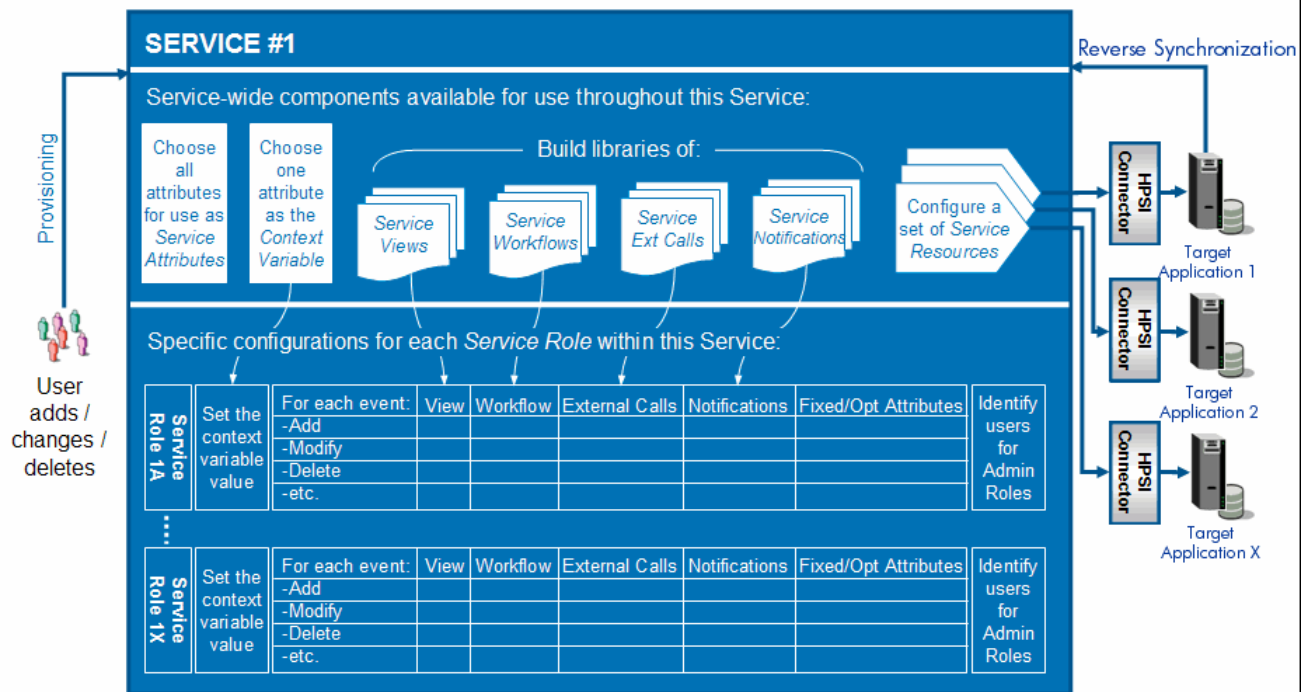 SERVICE #1
Reverse Synchronization
Service-wide components available for use throughout this Service:
Provisioning
Choose
all
attributes
for use as
Service
Attributes
Choose
one
attribute
as the
Context
Variable
Build libraries of:
Service
Views
Service
Workflows
Service
Ext Calls
Service
Notifications
Configure a
set of Service
Resources
HPSI
Connector
Target
Application 1
HPSI
Connector
Target
Application 2
HPSI
Connector
Target
Application X
User
adds /
changes /
deletes
Specific configurations for each Service Role within this Service:
Service
Role 1A
Set the
context
variable
value
For each event: View Workflow External Calls Notifications Fixed/Opt Attributes
-Add
-Modify
-Delete
-etc.
Identify
users
for
Admin
Roles
Service
Role 1X
Set the
context
variable
value
For each event: View Workflow External Calls Notifications Fixed/Opt Attributes
-Add
-Modify
-Delete
-etc.
Identify
users
for
Admin
Roles